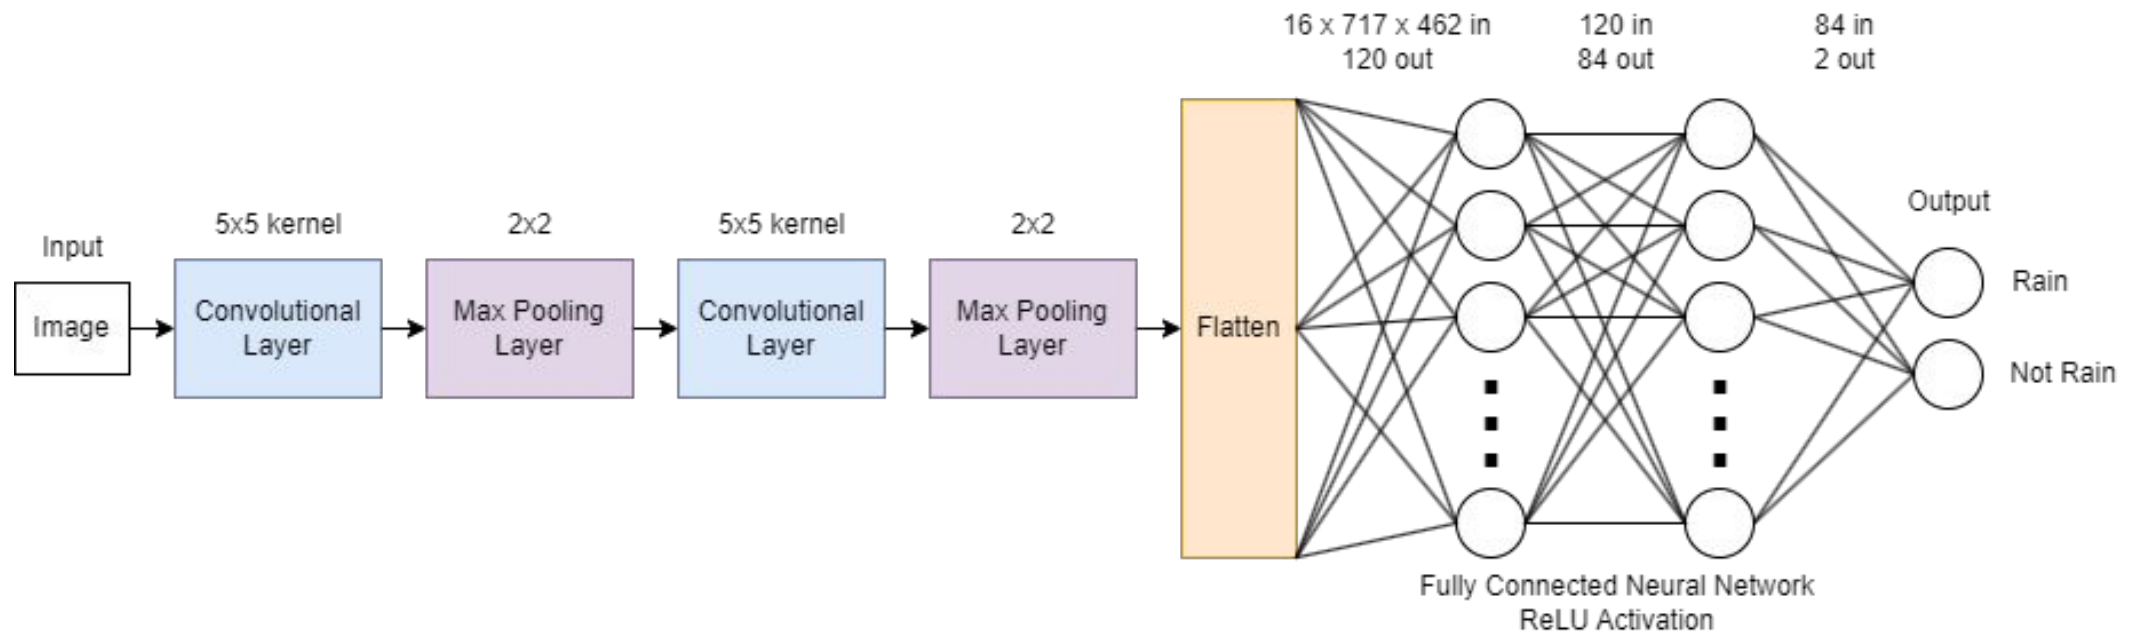 Input
Image
5x5 kernel
Convolutional
Layer
2x2
Max Pooling
Layer
5x5 kernel
Convolutional
Layer
2x2
Max Pooling
Layer
Flatten
16 x 717 x 462 in
120 out
120 in
84 out
84 in
2 out
Output
Rain
Not Rain
Fully Connected Neural Network
ReLU Activation